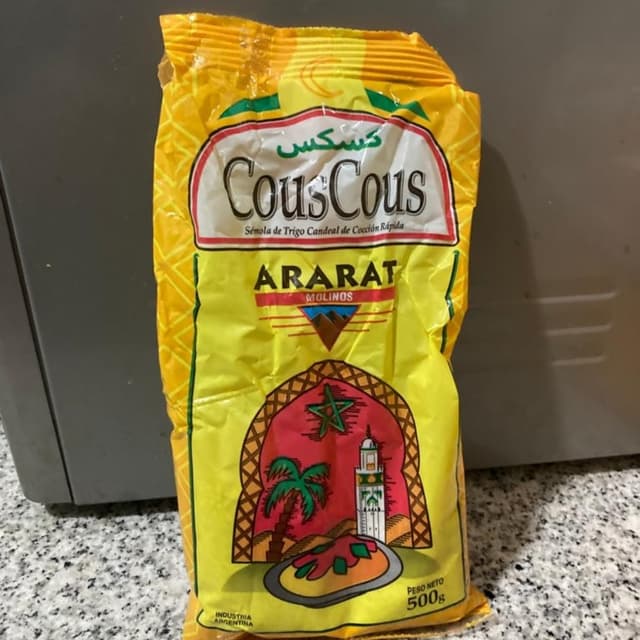 كسكس
CousCous
Sémola de Trigo Candeal de Cocción Rápida
ARARAT
MOLINOS
PESO NETO
500g
INDUSTRIA
ARGENTINA